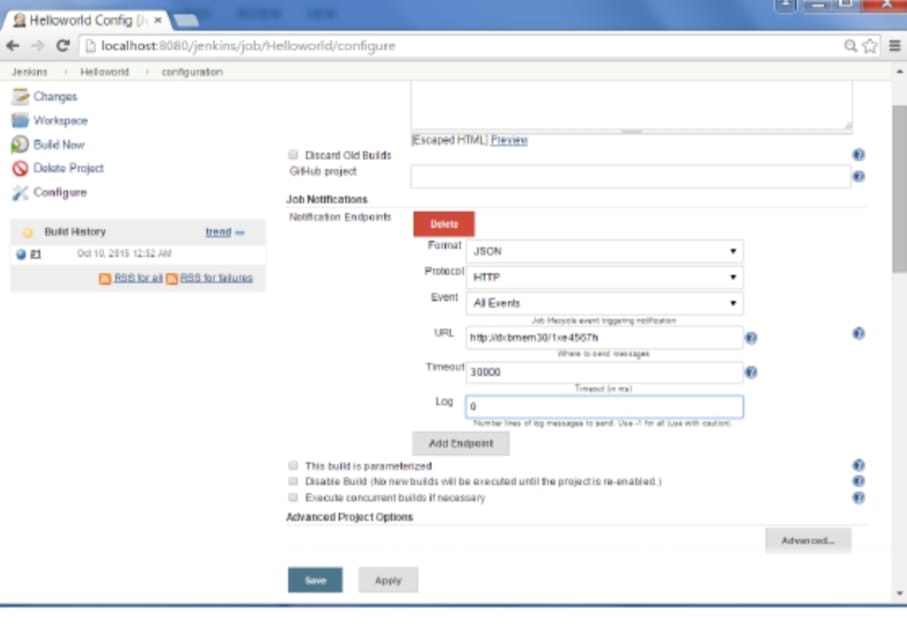 Helloworld Config [J
localhost:8080/jenkins/job/Helloworld/configure
Jenkins Helloworld configuration
Changes
Workspace
Build Now
Delete Project
Configure
Build History trend
#1 Oct 10, 2015 12:52 AM
RSS for all RSS for failures
[Escaped HTML] Preview
Discard Old Builds
GitHub project
Job Notifications
Notification Endpoints
Delete
Format JSON
Protocol HTTP
Event All Events
Job lifecycle event triggering notification
URL http://dxbmem30/1xe4567h
Where to send messages
Timeout 30000
Timeout (in ms)
Log 0
Number lines of log messages to send. Use -1 for all (use with caution).
Add Endpoint
This build is parameterized
Disable Build (No new builds will be executed until the project is re-enabled.)
Execute concurrent builds if necessary
Advanced Project Options
Advanced...
Save Apply